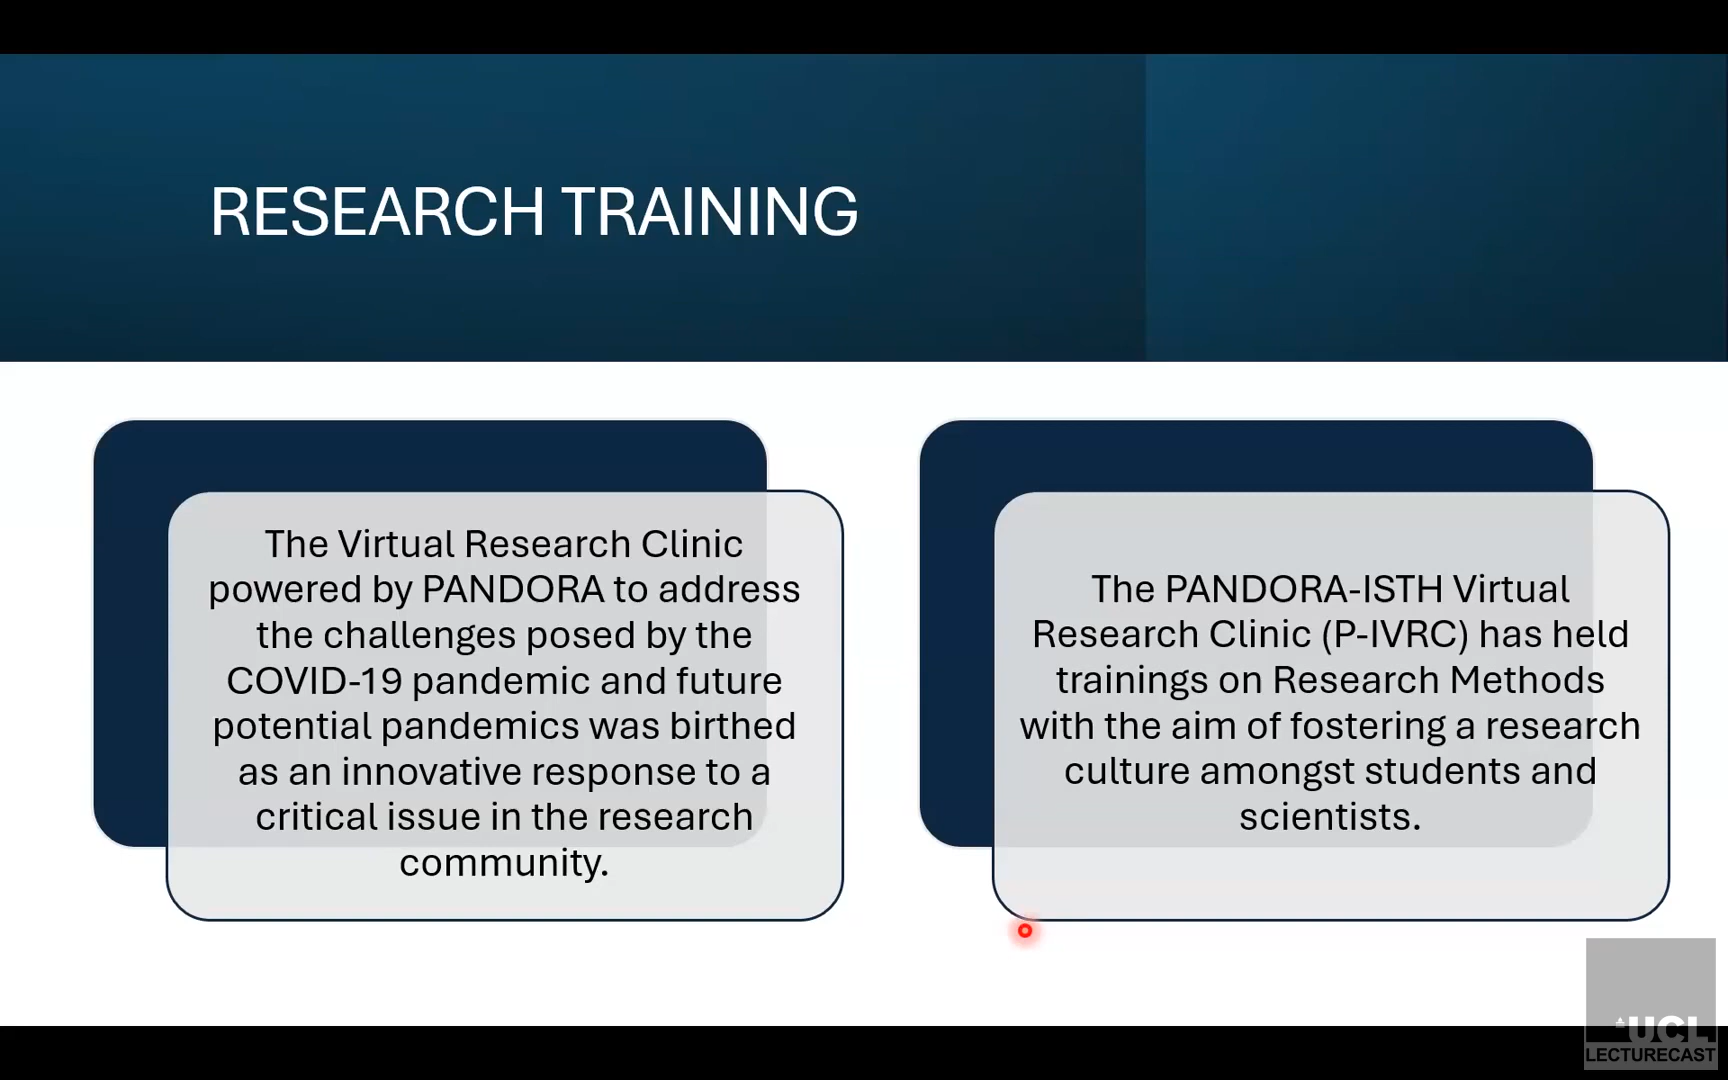 RESEARCH TRAINING
The Virtual Research Clinic
powered by PANDORA to address
the challenges posed by the
COVID-19 pandemic and future
potential pandemics was birthed
as an innovative response to a
critical issue in the research
community.
The PANDORA-ISTH Virtual
Research Clinic (P-IVRC) has held
trainings on Research Methods
with the aim of fostering a research
culture amongst students and
scientists.
UCL
LECTURECAST